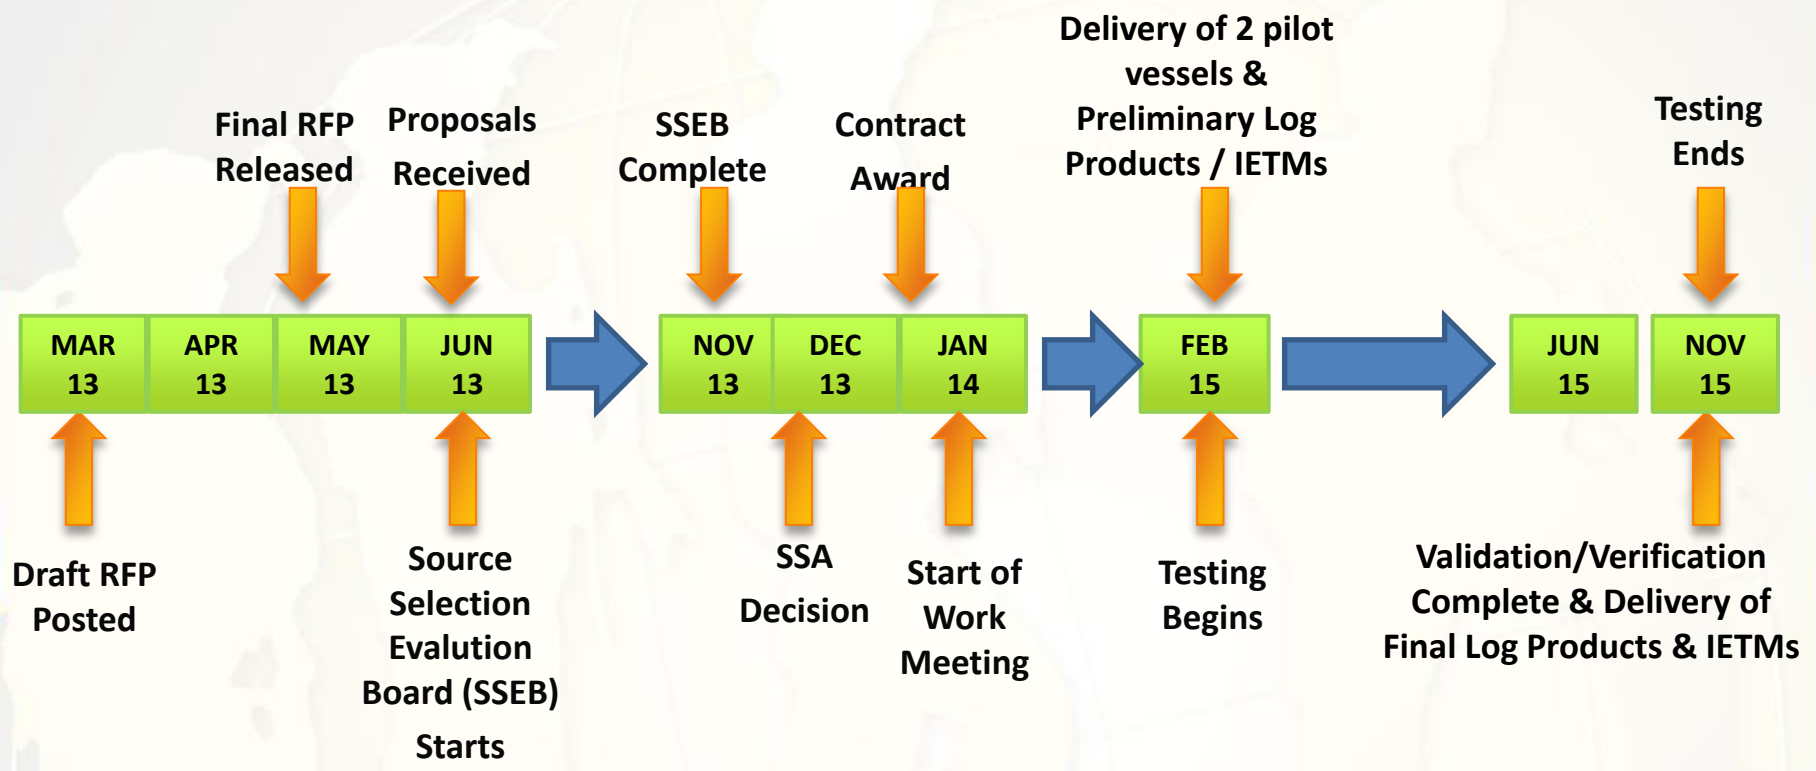 Final RFP
Released
Proposals
Received
SSEB
Complete
Contract
Award
Delivery of 2 pilot
vessels &
Preliminary Log
Products / IETMs
Testing
Ends
MAR
13
APR
13
MAY
13
JUN
13
NOV
13
DEC
13
JAN
14
FEB
15
JUN
15
NOV
15
Draft RFP
Posted
Source
Selection
Evalution
Board (SSEB)
Starts
SSA
Decision
Start of
Work
Meeting
Testing
Begins
Validation/Verification
Complete & Delivery of
Final Log Products & IETMs